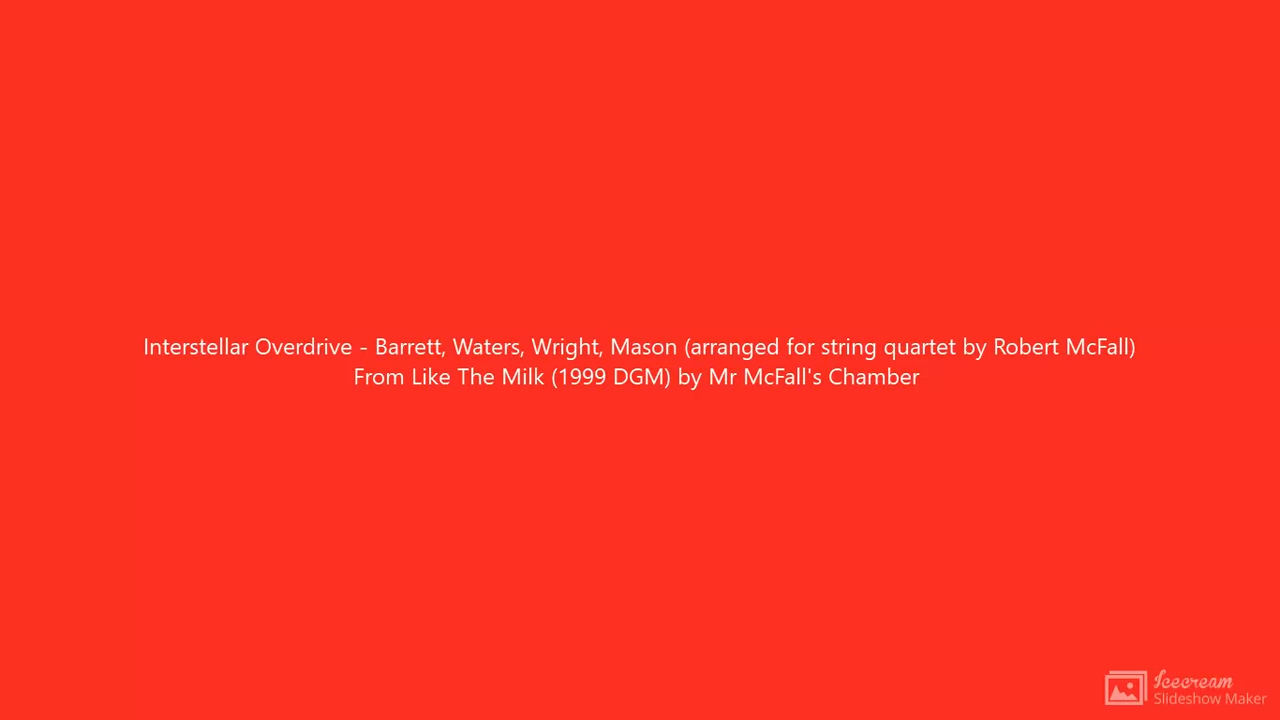 Interstellar Overdrive - Barrett, Waters, Wright, Mason (arranged for string quartet by Robert McFall)
From Like The Milk (1999 DGM) by Mr McFall's Chamber
Icecream
Slideshow Maker